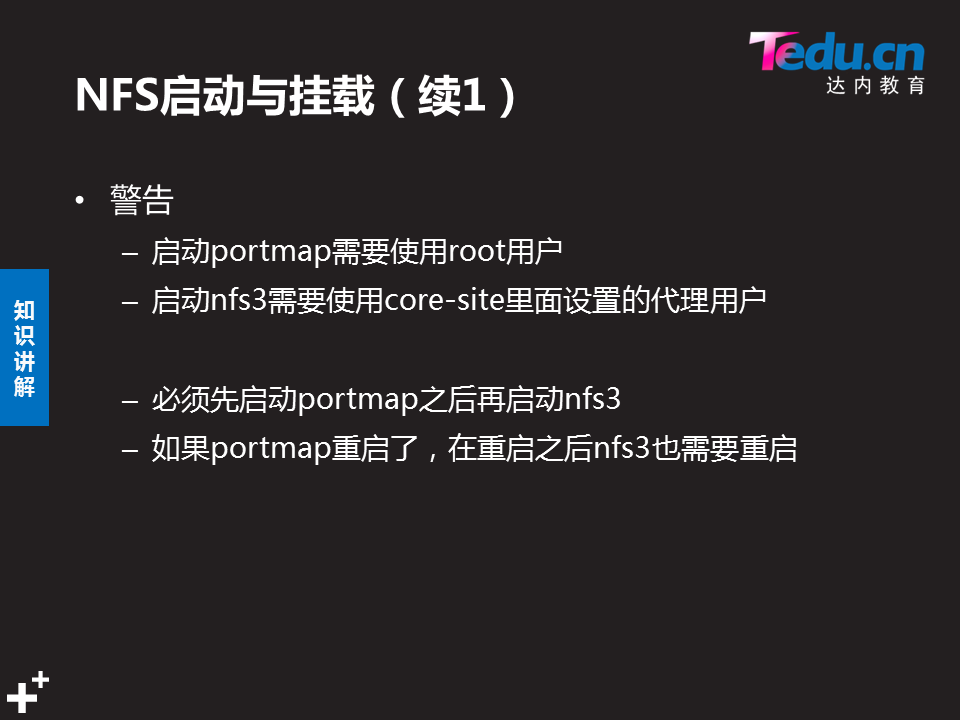 Tedu.cn
达内教育
NFS启动与挂载（续1）
• 警告
– 启动portmap需要使用root用户
– 启动nfs3需要使用core-site里面设置的代理用户
– 必须先启动portmap之后再启动nfs3
– 如果portmap重启了，在重启之后nfs3也需要重启
知
识
讲
解